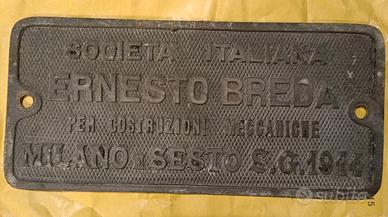 SOCIETA ITALIANA
ERNESTO BREDA
PER COSTRUZIONI MECCANICHE
MILANO E SESTO S.G. 1944
subito